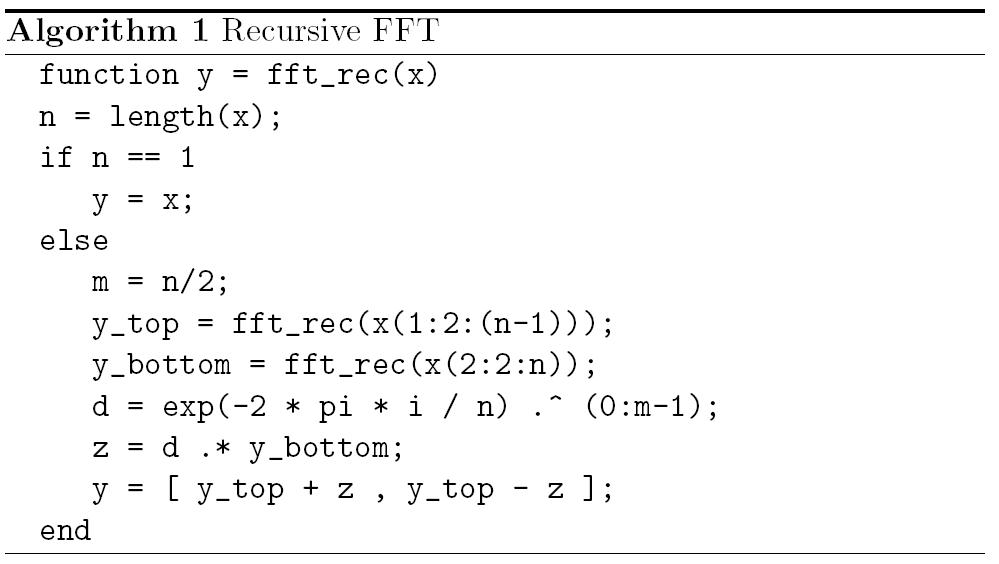 Algorithm 1 Recursive FFT
function y = fft_rec(x)
n = length(x);
if n == 1
   y = x;
else
   m = n/2;
   y_top = fft_rec(x(1:2:(n-1)));
   y_bottom = fft_rec(x(2:2:n));
   d = exp(-2 * pi * i / n) .^ (0:m-1);
   z = d .* y_bottom;
   y = [ y_top + z , y_top - z ];
end